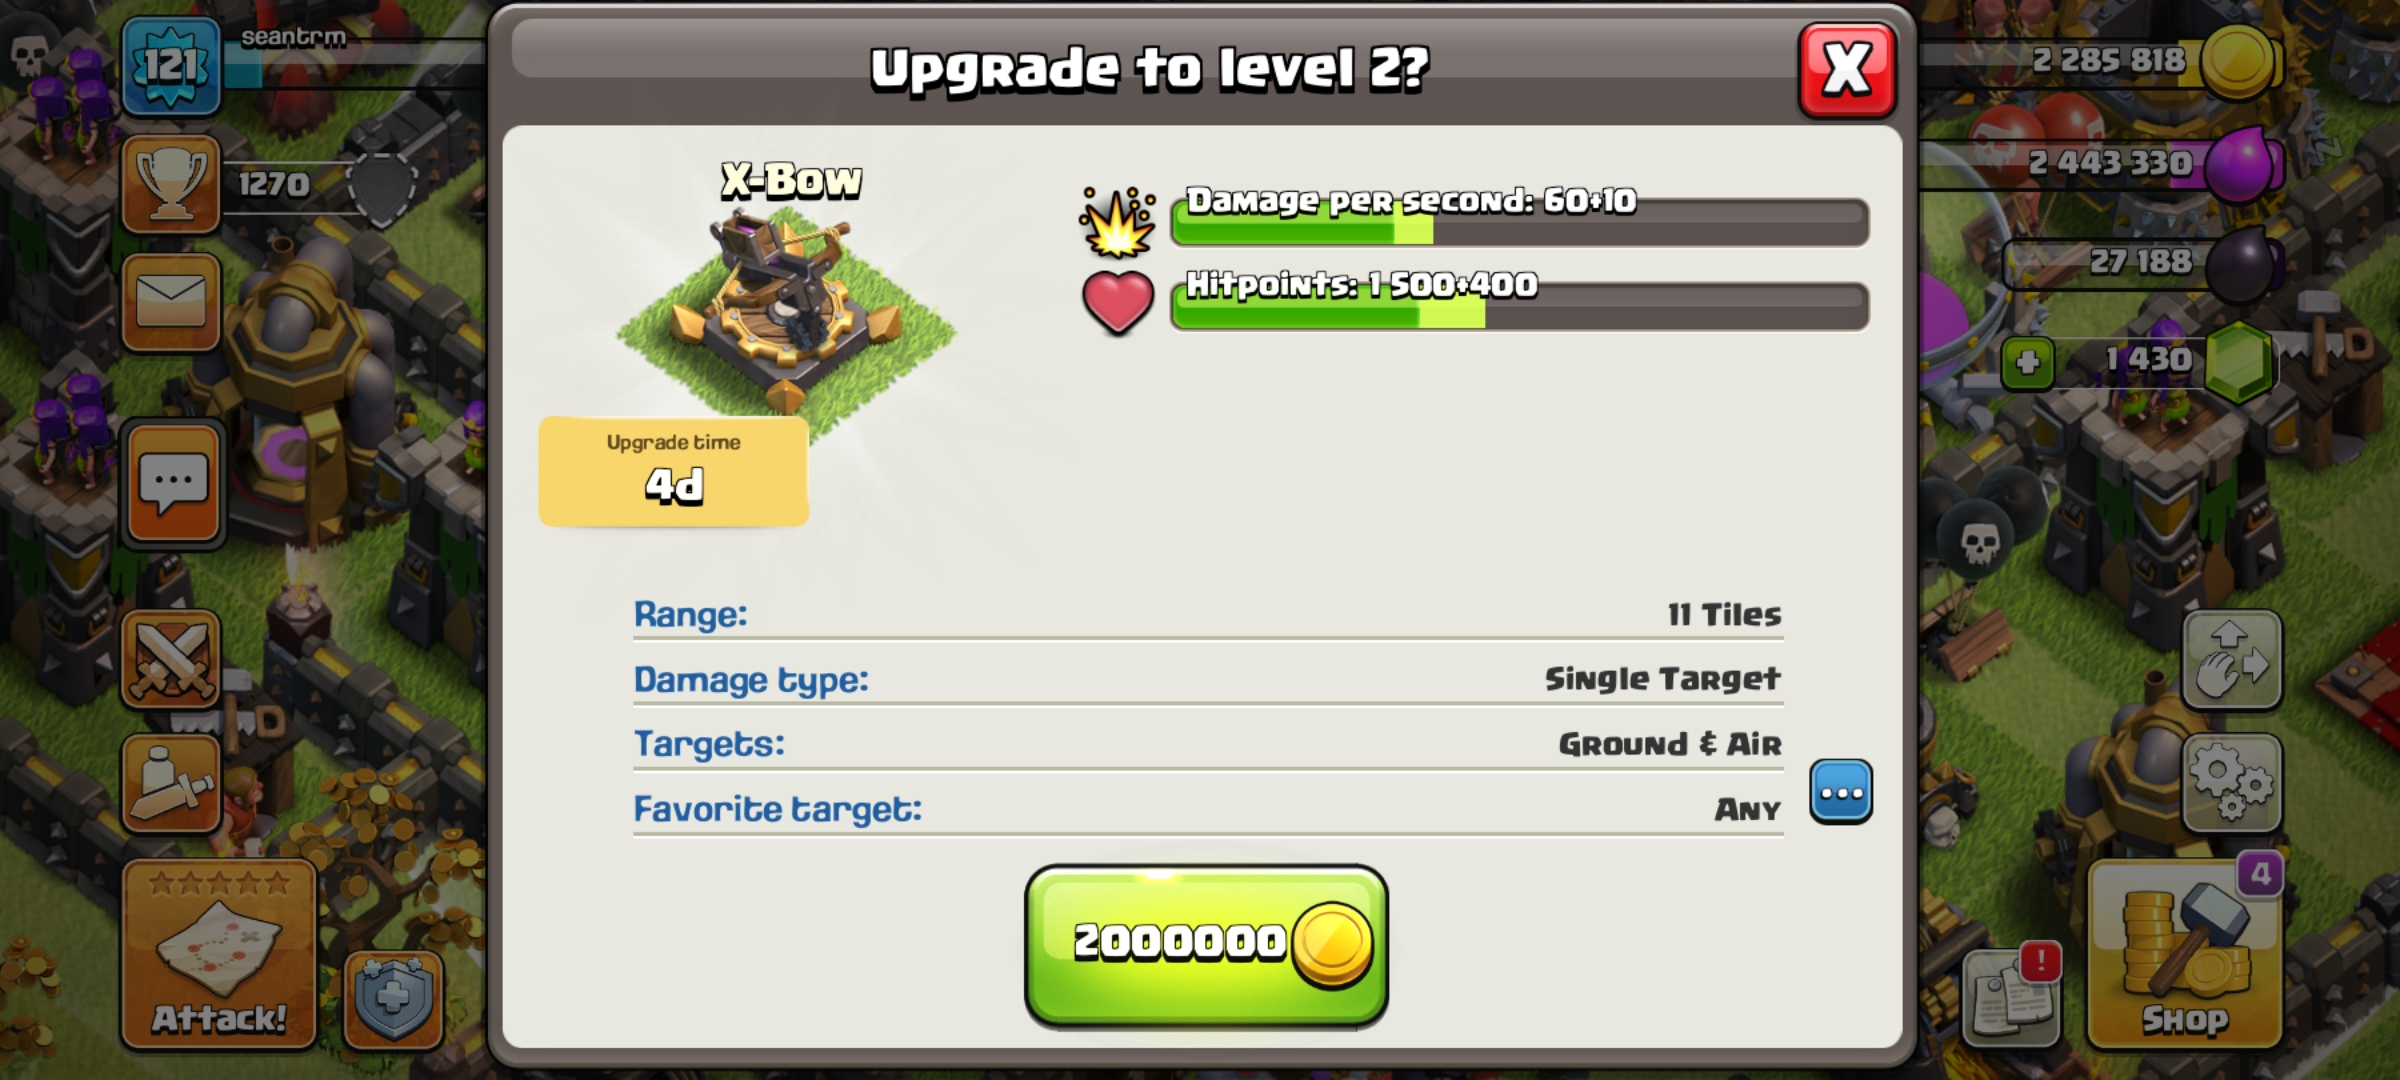 121
seantrm
1270
Upgrade to level 2?
X
X-Bow
Damage per second: 60+10
Hitpoints: 1 500+400
Upgrade time
4d
Range: 11 Tiles
Damage type: Single Target
Targets: Ground & Air
Favorite target: Any
2000000
2 285 818
2 443 330
27 188
1 430
Attack!
4
!
Shop